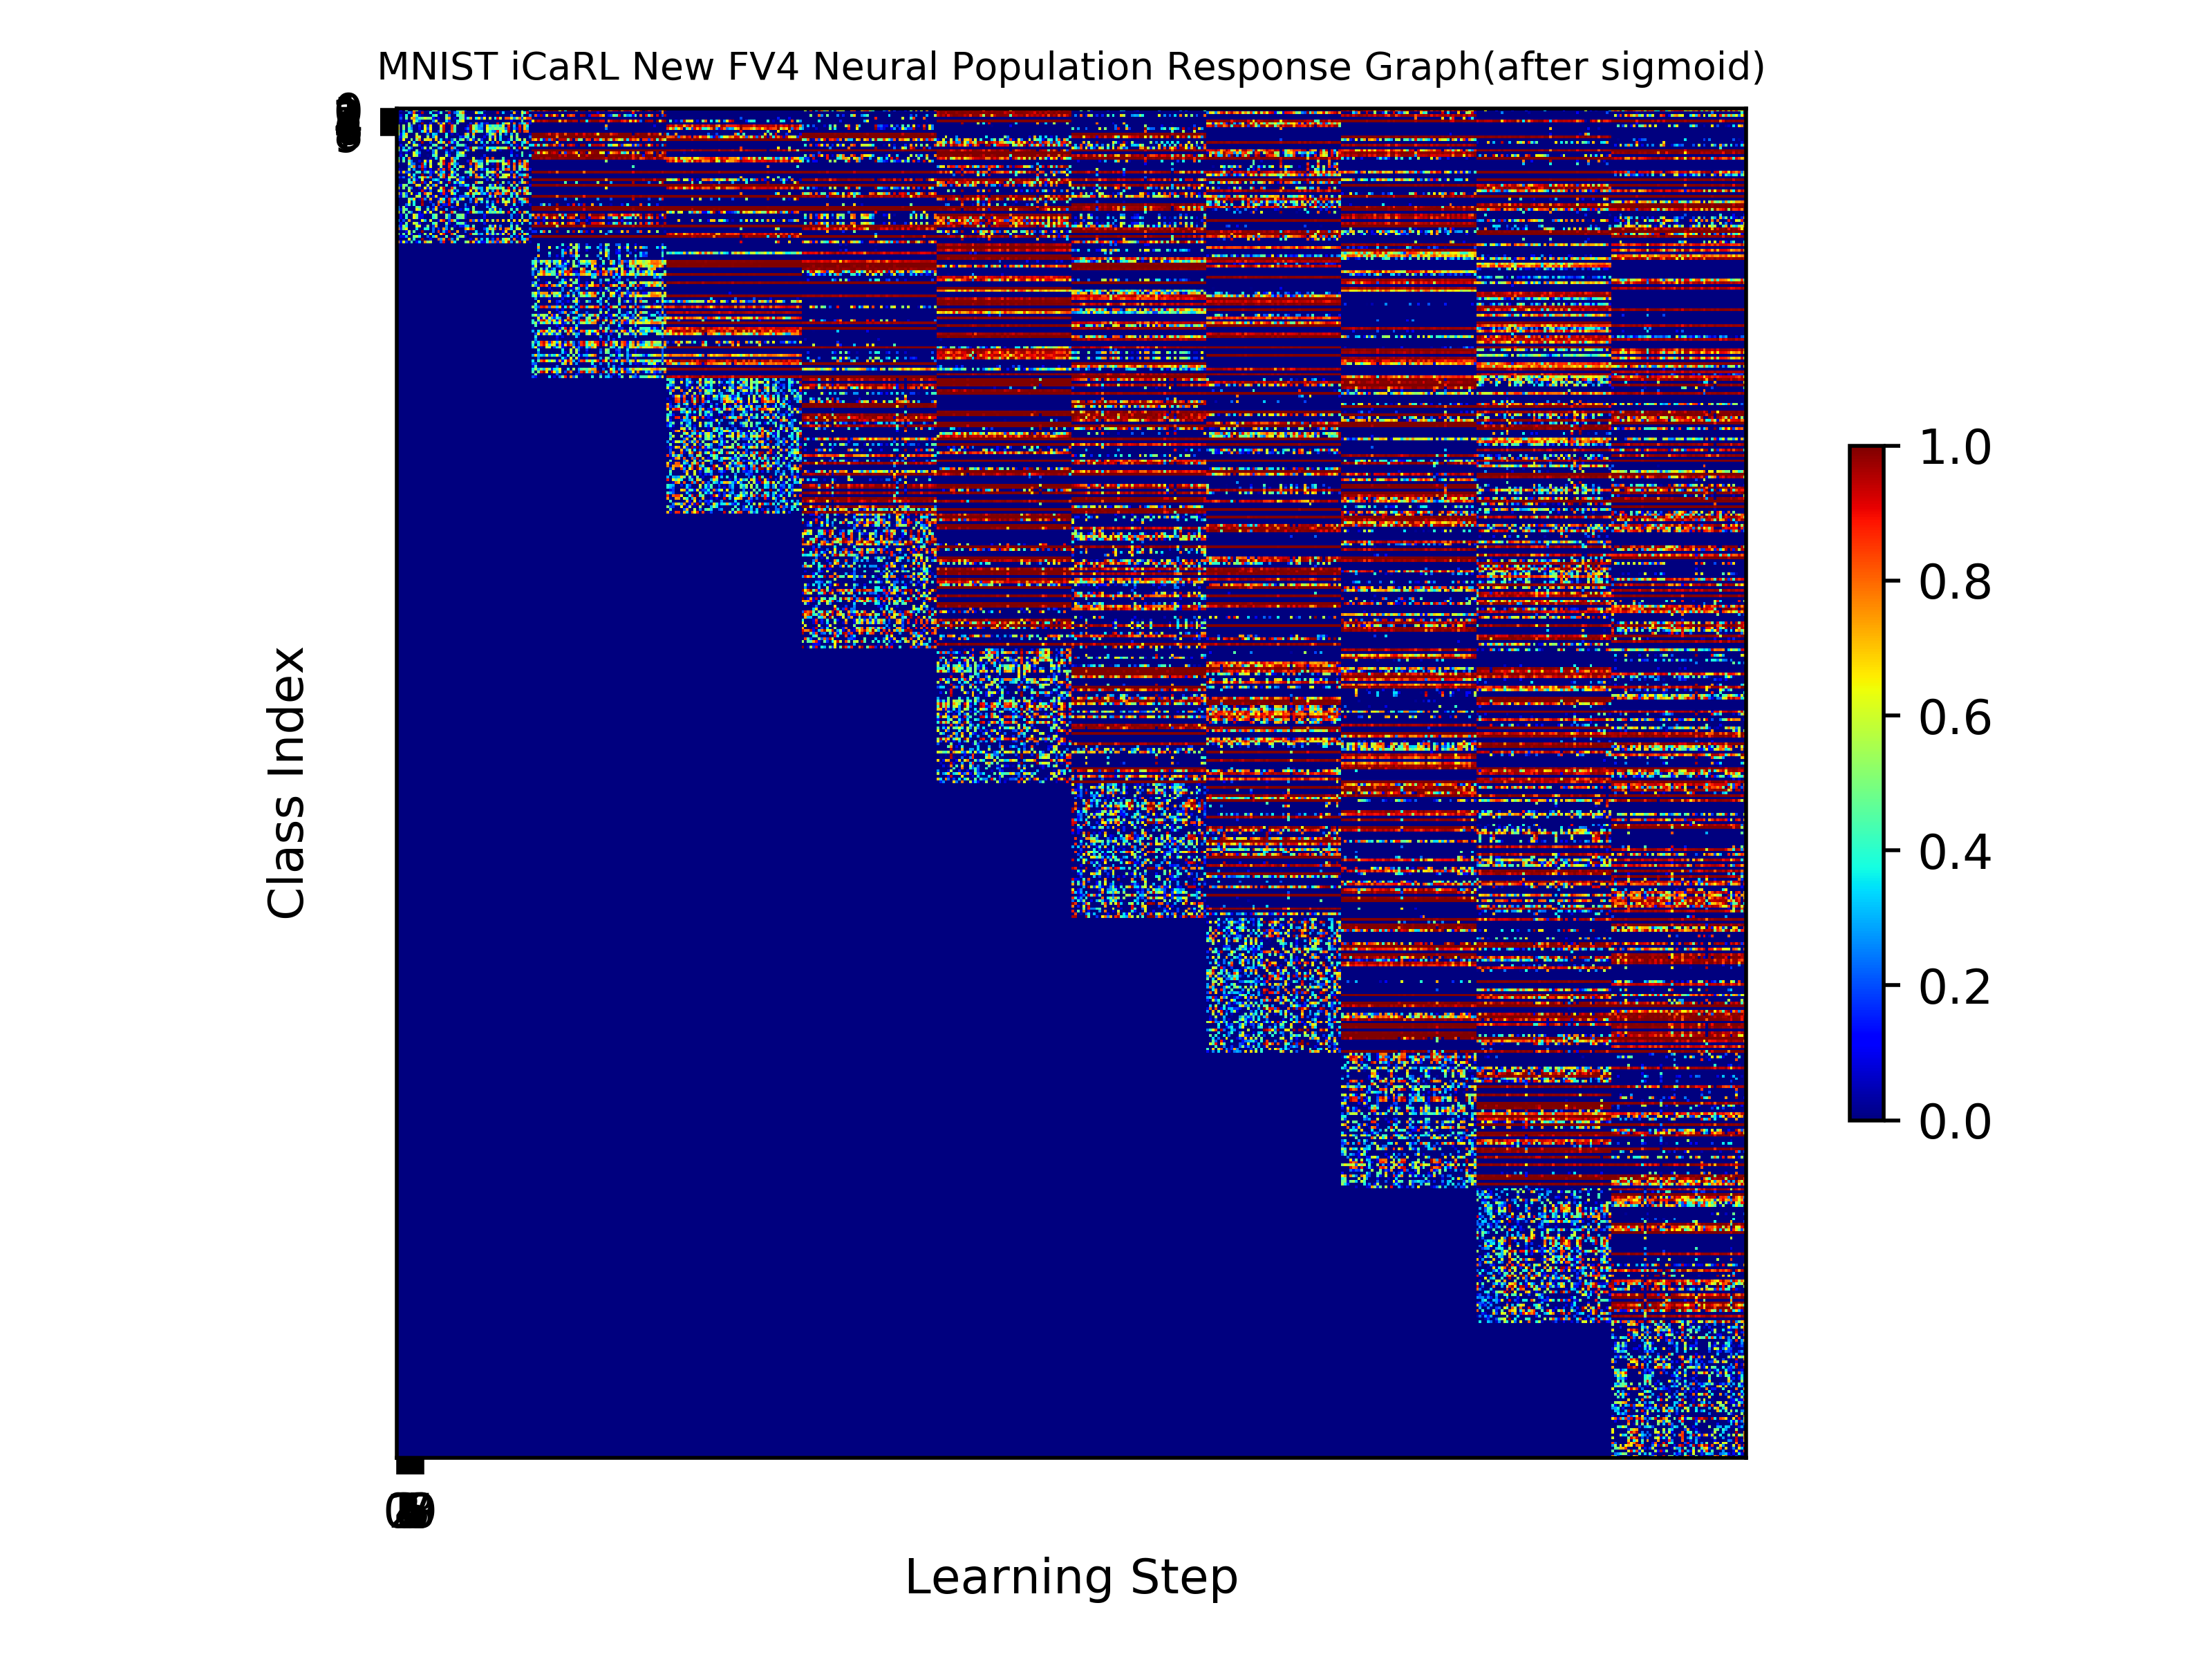 MNIST iCaRL New FV4 Neural Population Response Graph(after sigmoid)
Class Index
1.0
0.8
0.6
0.4
0.2
0.0
Learning Step